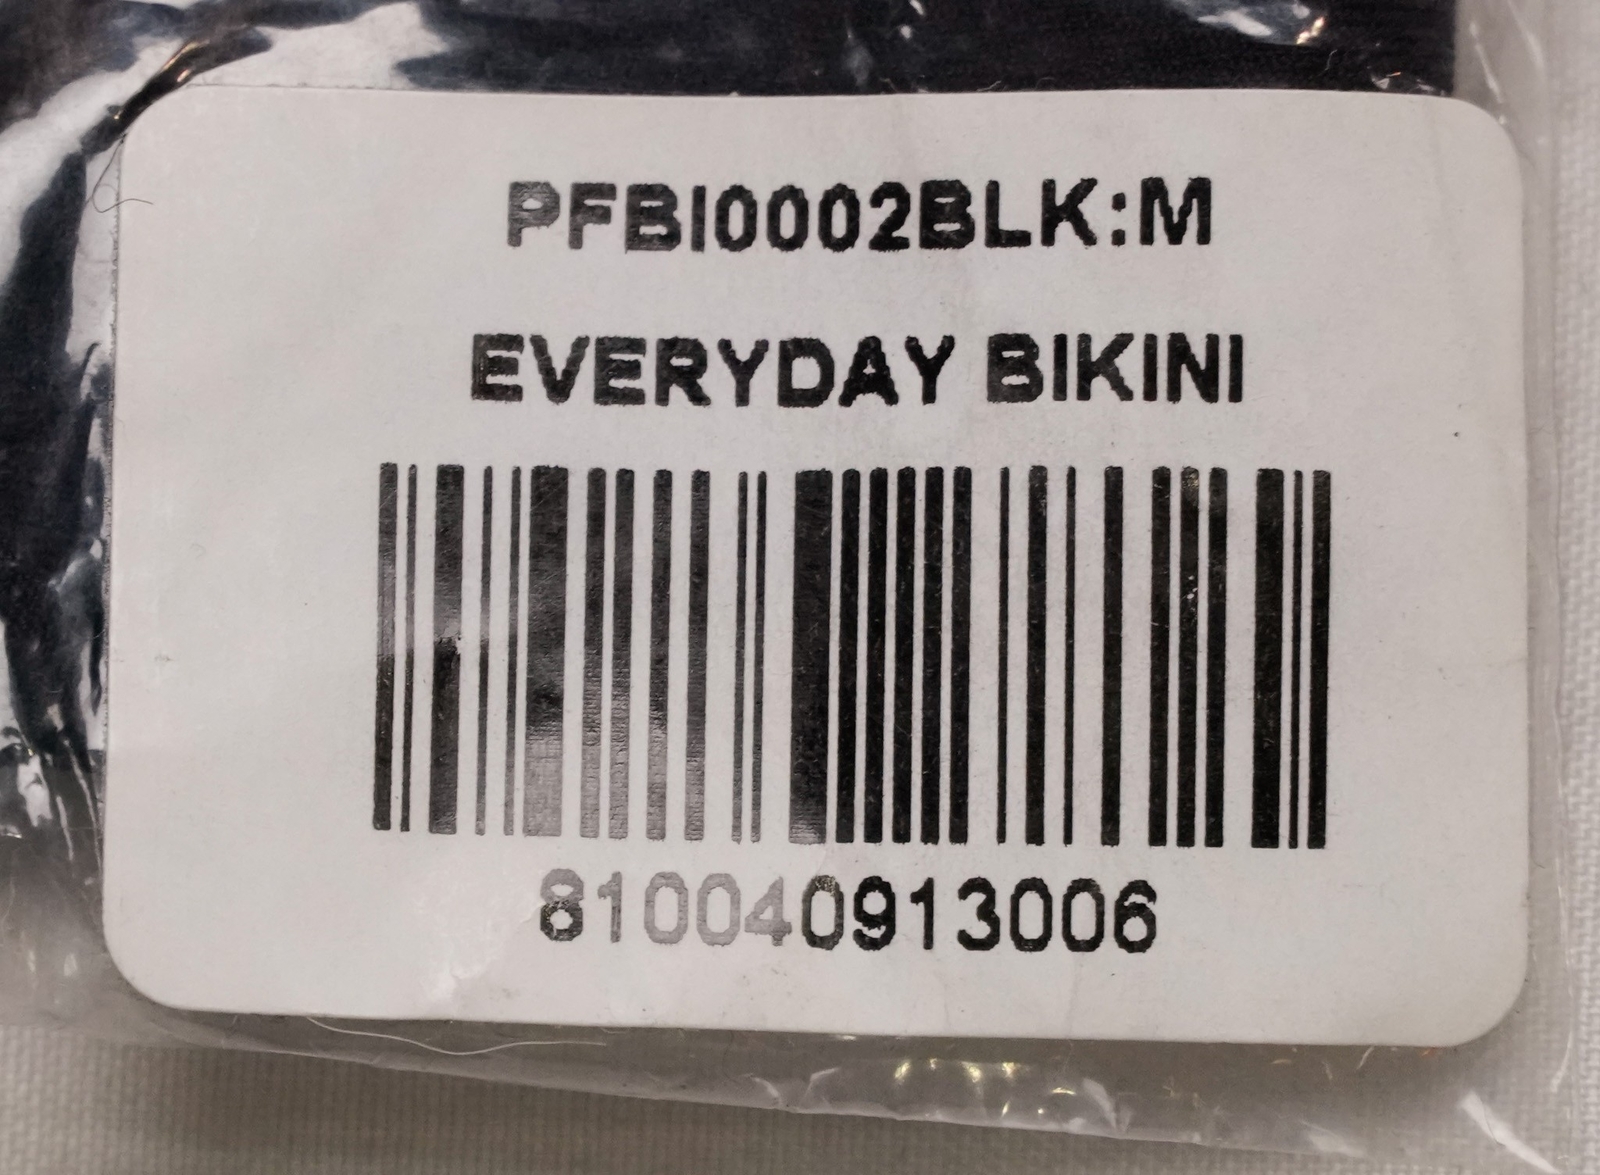 PFBI0002BLK:M
EVERYDAY BIKINI
810040913006